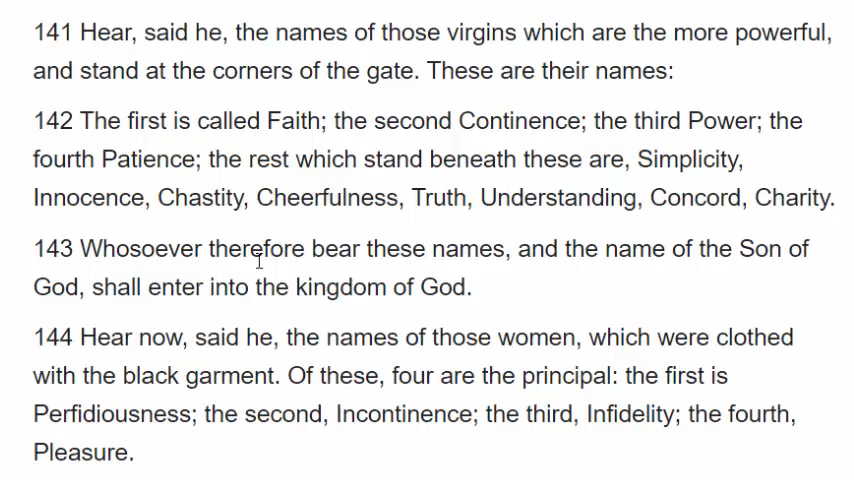 141 Hear, said he, the names of those virgins which are the more powerful,
and stand at the corners of the gate. These are their names:
142 The first is called Faith; the second Continence; the third Power; the
fourth Patience; the rest which stand beneath these are, Simplicity,
Innocence, Chastity, Cheerfulness, Truth, Understanding, Concord, Charity.
143 Whosoever therefore bear these names, and the name of the Son of
God, shall enter into the kingdom of God.
144 Hear now, said he, the names of those women, which were clothed
with the black garment. Of these, four are the principal: the first is
Perfidiousness; the second, Incontinence; the third, Infidelity; the fourth,
Pleasure.